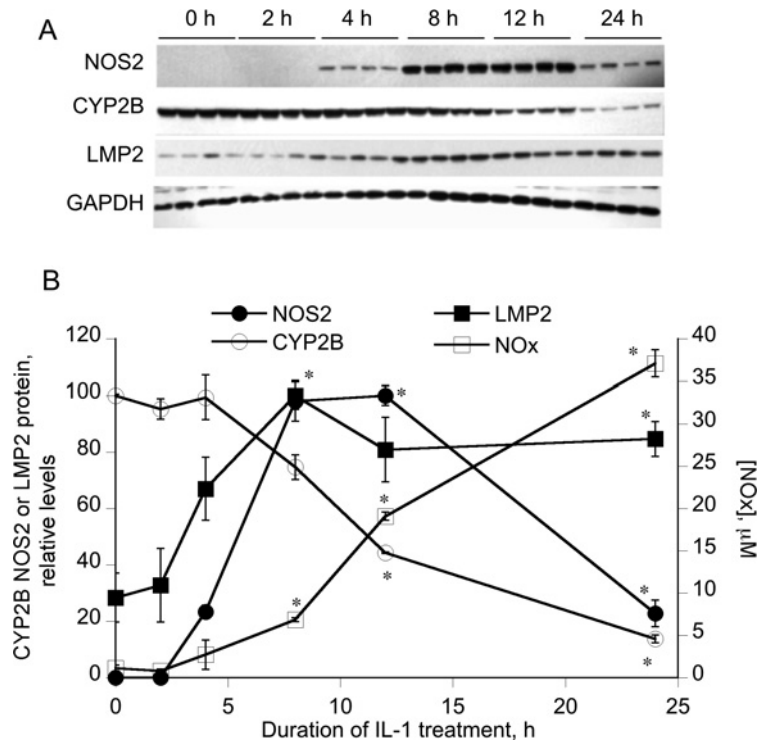 A
0 h 2 h 4 h 8 h 12 h 24 h
NOS2
CYP2B
LMP2
GAPDH
B
NOS2 LMP2
CYP2B NOx
CYP2B NOS2 or LMP2 protein,
relative levels
120
100
80
60
40
20
0
* * * * * * * * *
40
35
30
25
20
15
10
5
0
[NOx], µM
0 5 10 15 20 25
Duration of IL-1 treatment, h